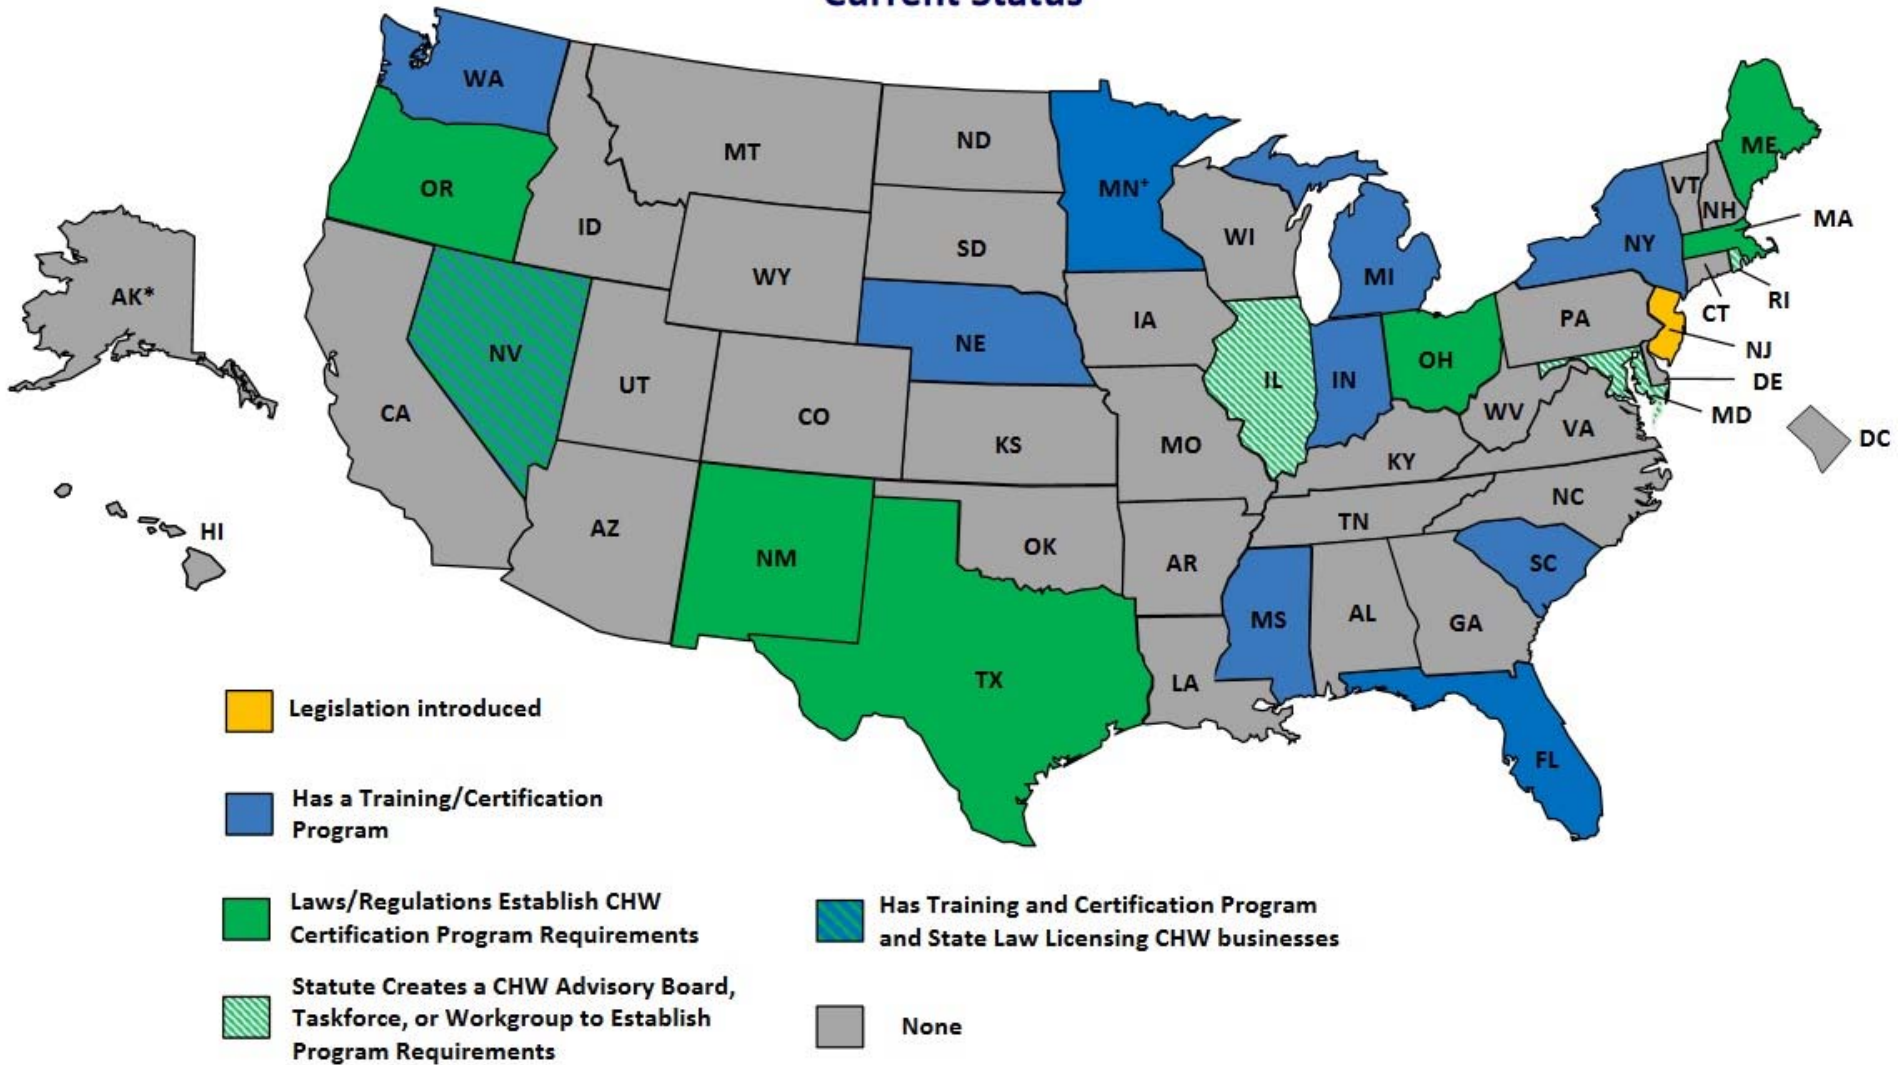 Current Status
WA
MT
ND
MN+
ME
OR
ID
SD
WI
VT
NH
MA
NY
AK*
WY
MI
RI
CT
NV
NE
IA
PA
NJ
UT
IL
IN
OH
DE
CA
CO
WV
MD
KS
MO
VA
DC
KY
HI
AZ
NM
OK
AR
TN
NC
SC
MS
AL
GA
TX
LA
FL
Legislation introduced
Has a Training/Certification
Program
Laws/Regulations Establish CHW
Certification Program Requirements
Statute Creates a CHW Advisory Board,
Taskforce, or Workgroup to Establish
Program Requirements
Has Training and Certification Program
and State Law Licensing CHW businesses
None